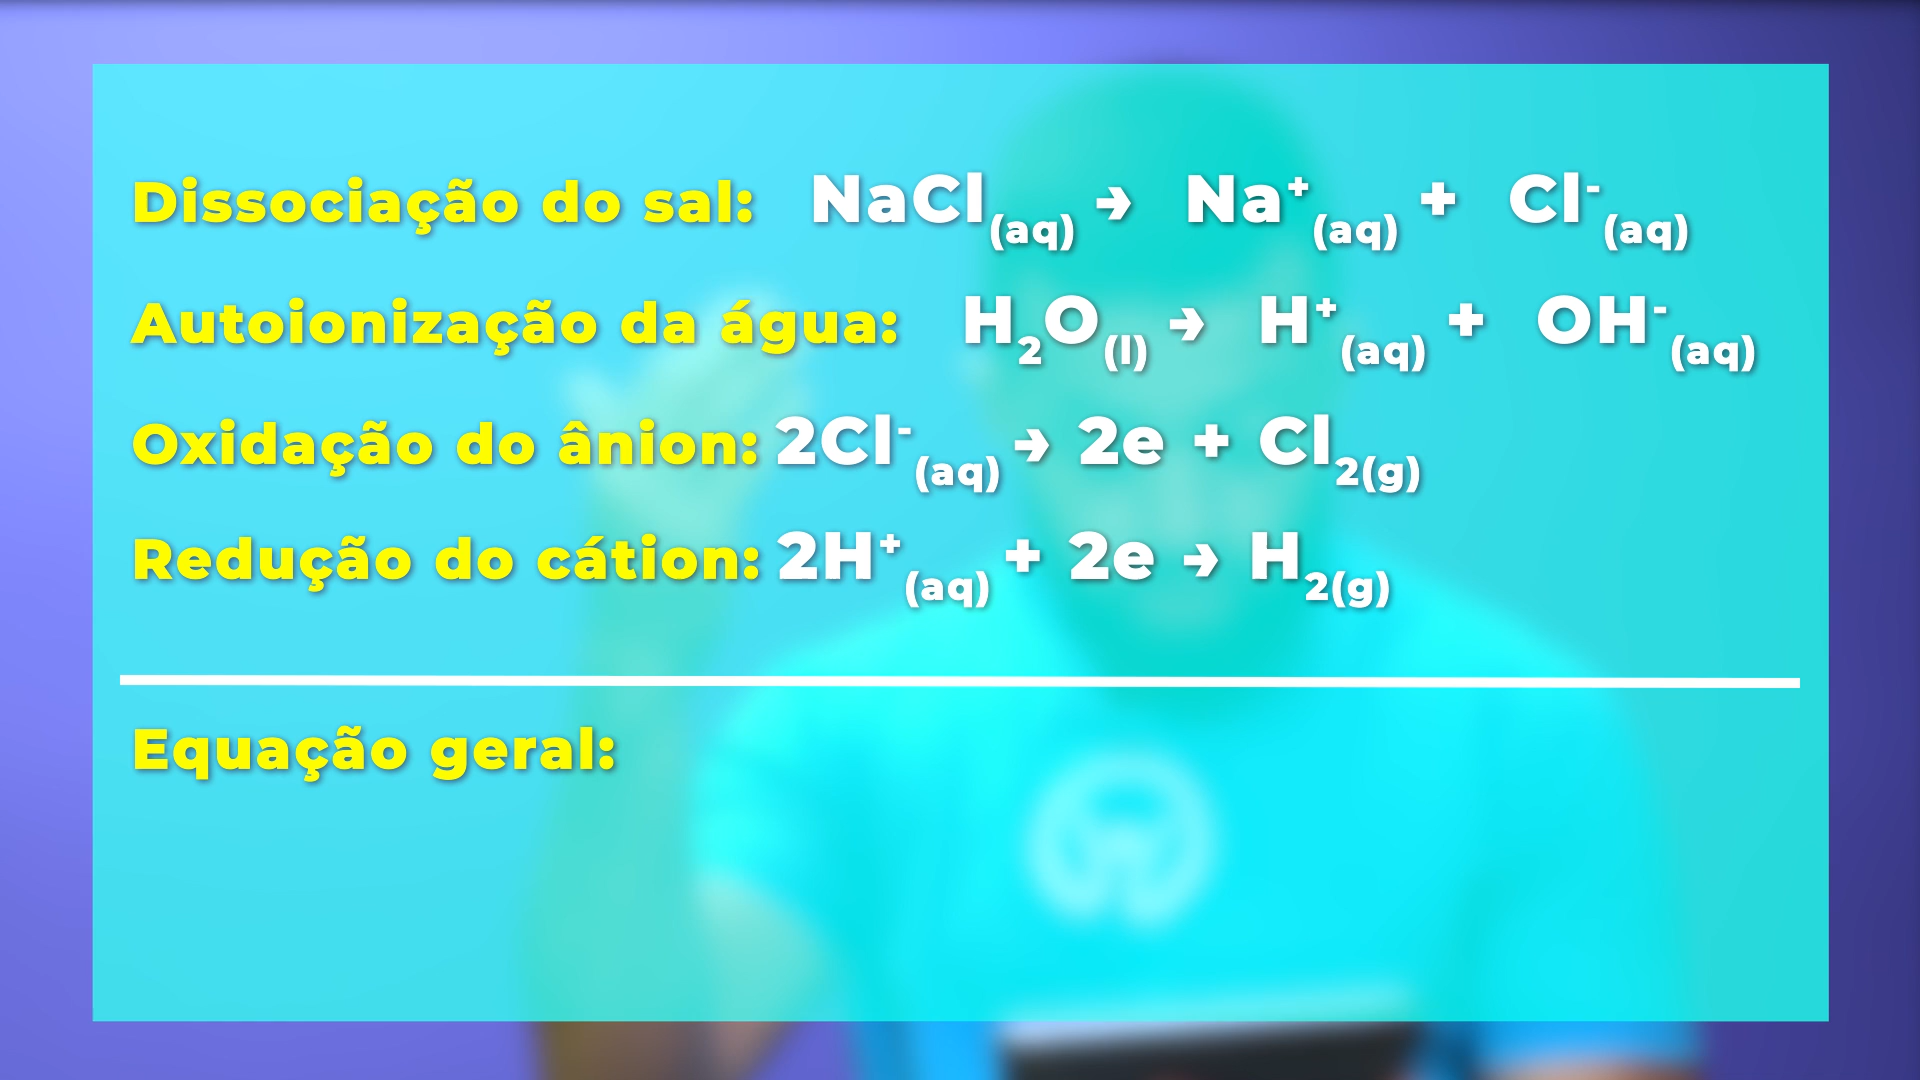 Dissociação do sal: NaCl(aq) → Na⁺(aq) + Cl⁻(aq)
Autoionização da água: H₂O(l) → H⁺(aq) + OH⁻(aq)
Oxidação do ânion: 2Cl⁻(aq) → 2e + Cl₂(g)
Redução do cátion: 2H⁺(aq) + 2e → H₂(g)
Equação geral: